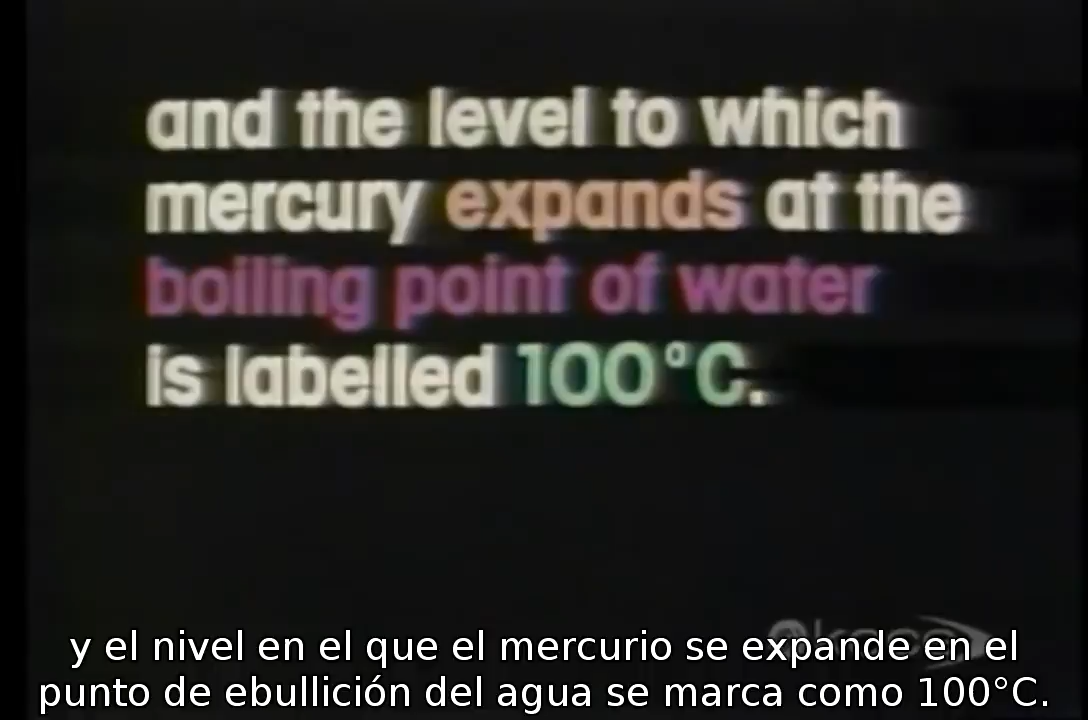 and the level to which
mercury expands at the
boiling point of water
is labelled 100°C.
y el nivel en el que el mercurio se expande en el
punto de ebullición del agua se marca como 100°C.